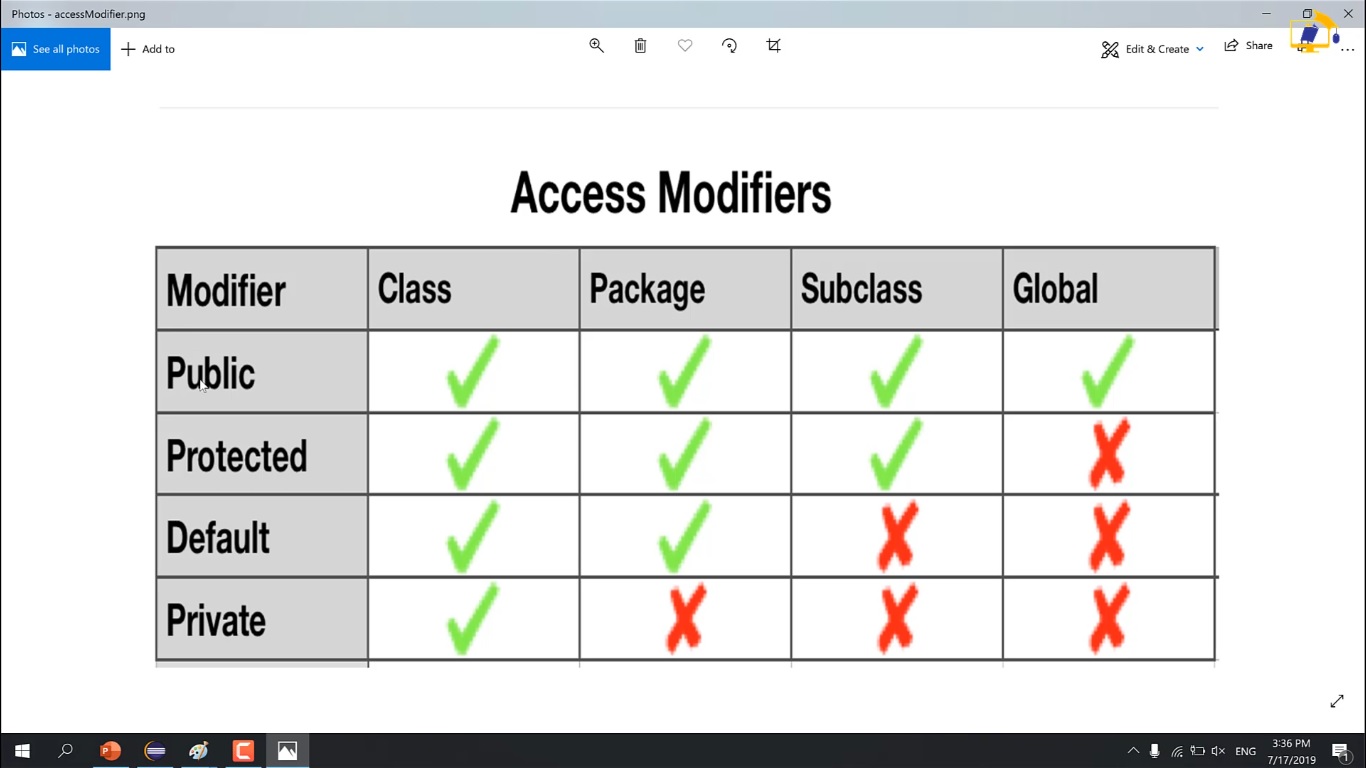 Photos - accessModifier.png
See all photos
Add to
Edit & Create
Share
Access Modifiers
Modifier Class Package Subclass Global
Public
Protected
Default
Private
ENG
3:36 PM
7/17/2019
1